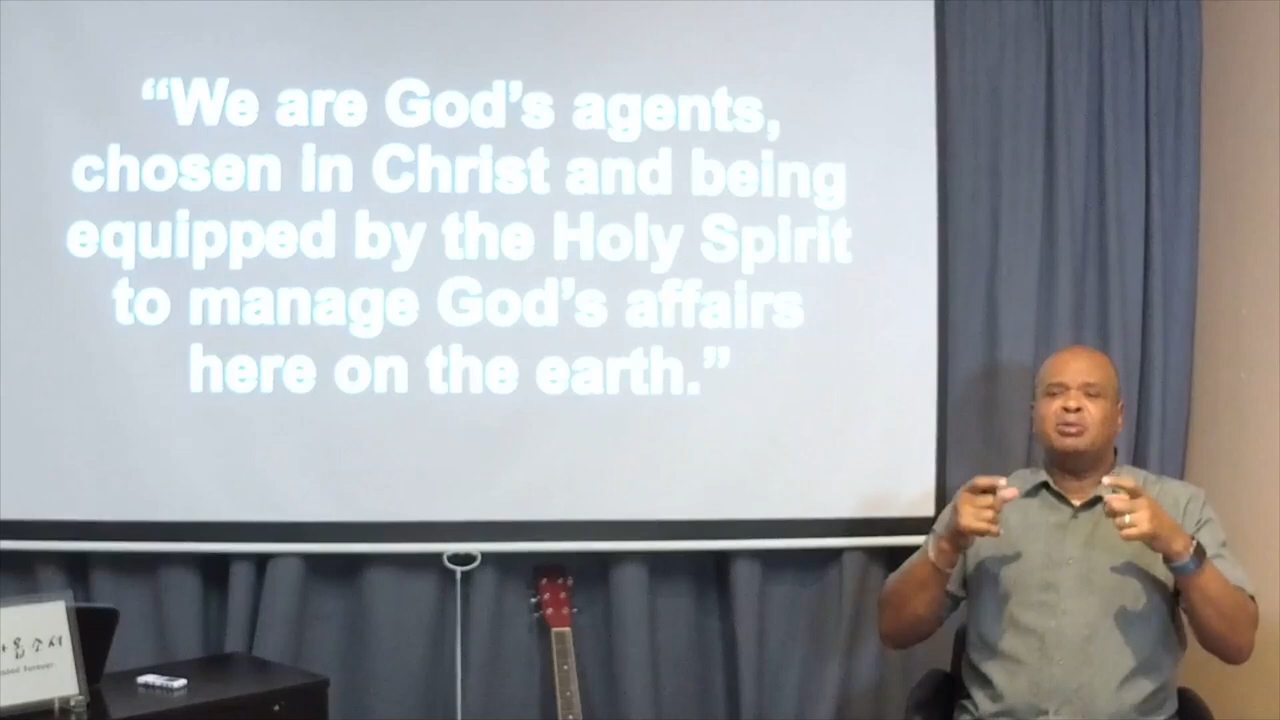 “We are God’s agents,
chosen in Christ and being
equipped by the Holy Spirit
to manage God’s affairs
here on the earth.”